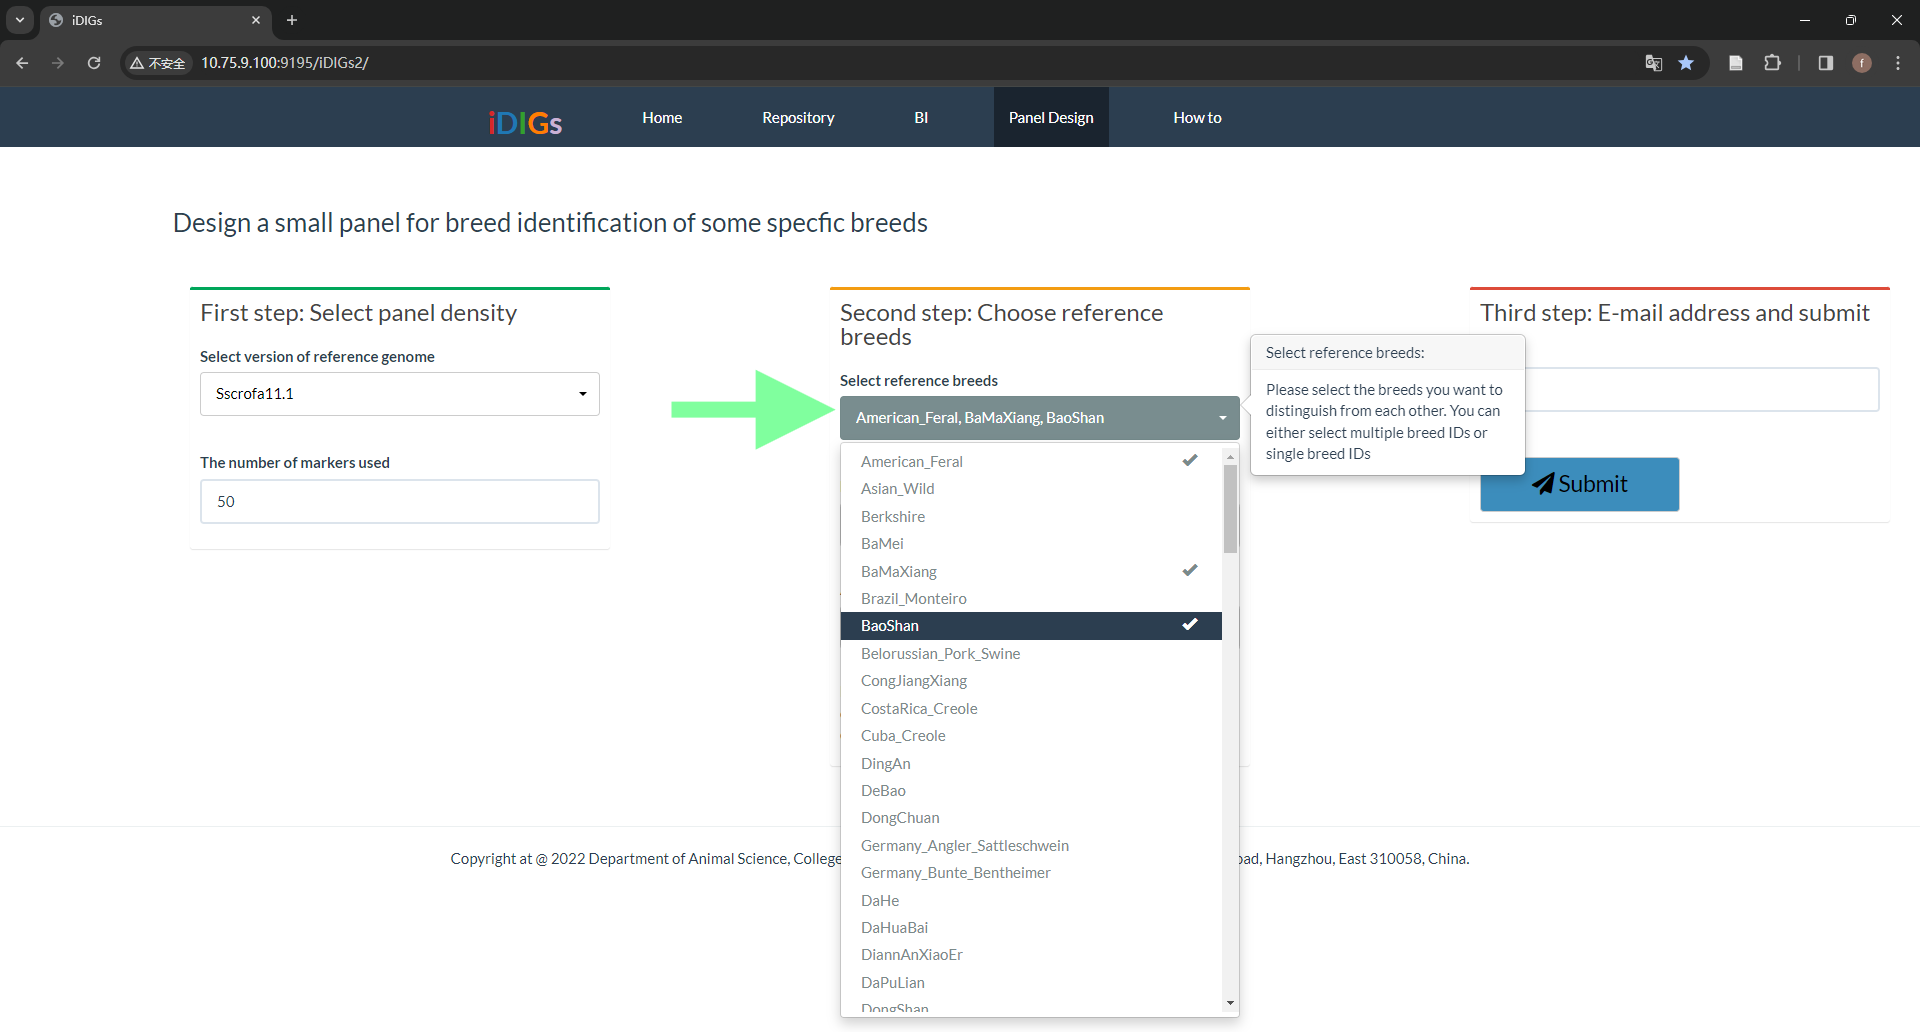 iDIGs
不安全
10.75.9.100:9195/iDIGs2/
f
iDIGs
Home
Repository
BI
Panel Design
How to
Design a small panel for breed identification of some specfic breeds
First step: Select panel density
Select version of reference genome
Sscrofa11.1
The number of markers used
50
Second step: Choose reference
breeds
Select reference breeds
American_Feral, BaMaXiang, BaoShan
American_Feral
Asian_Wild
Berkshire
BaMei
BaMaXiang
Brazil_Monteiro
BaoShan
Belorussian_Pork_Swine
CongJiangXiang
CostaRica_Creole
Cuba_Creole
DingAn
DeBao
DongChuan
Germany_Angler_Sattleschwein
Germany_Bunte_Bentheimer
DaHe
DaHuaBai
DiannAnXiaoEr
DaPuLian
DongShan
Select reference breeds:
Please select the breeds you want to
distinguish from each other. You can
either select multiple breed IDs or
single breed IDs
Third step: E-mail address and submit
Submit
Copyright at @ 2022 Department of Animal Science, College
Hangzhou, East 310058, China.